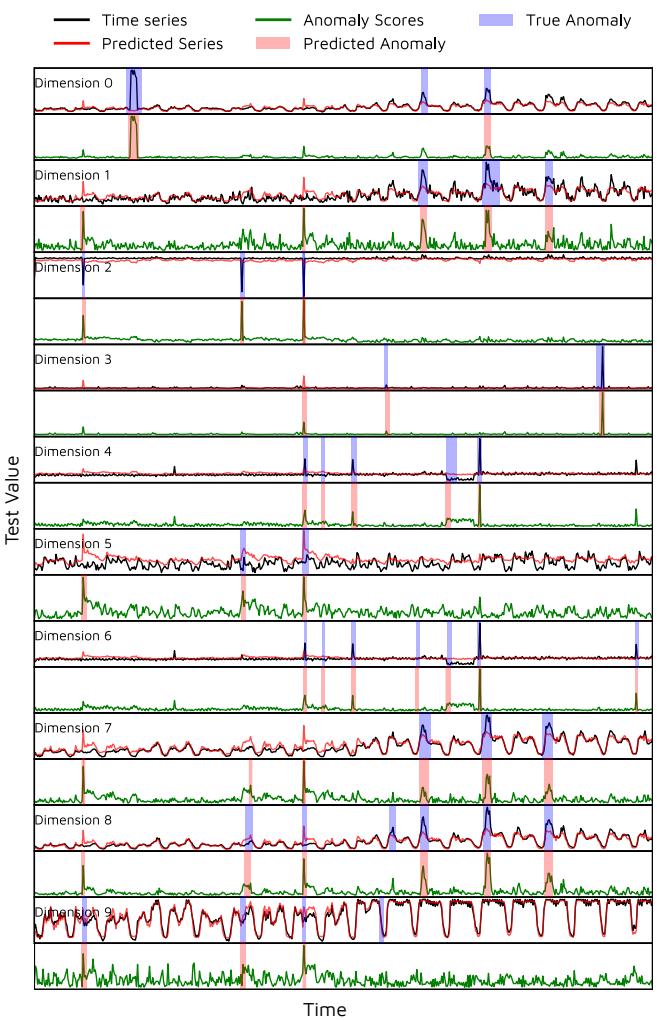 Time series
Anomaly Scores
True Anomaly
Predicted Series
Predicted Anomaly
Dimension 0
Dimension 1
Dimension 2
Dimension 3
Dimension 4
Dimension 5
Dimension 6
Dimension 7
Dimension 8
Dimension 9
Test Value
Time